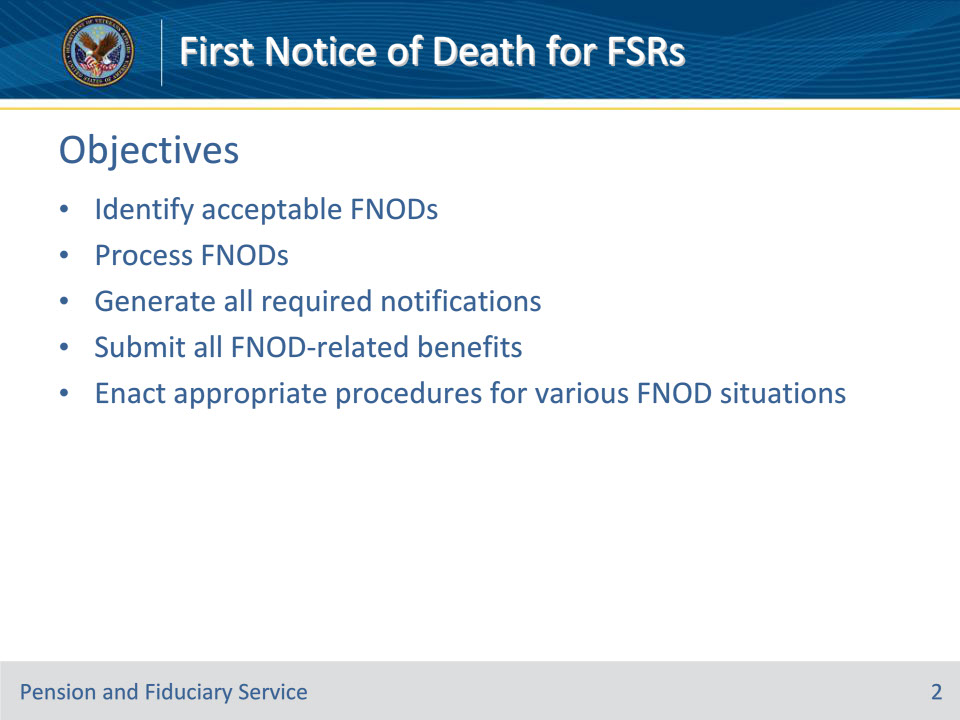 First Notice of Death for FSRs
Objectives
• Identify acceptable FNODs
• Process FNODs
• Generate all required notifications
• Submit all FNOD-related benefits
• Enact appropriate procedures for various FNOD situations
Pension and Fiduciary Service
2